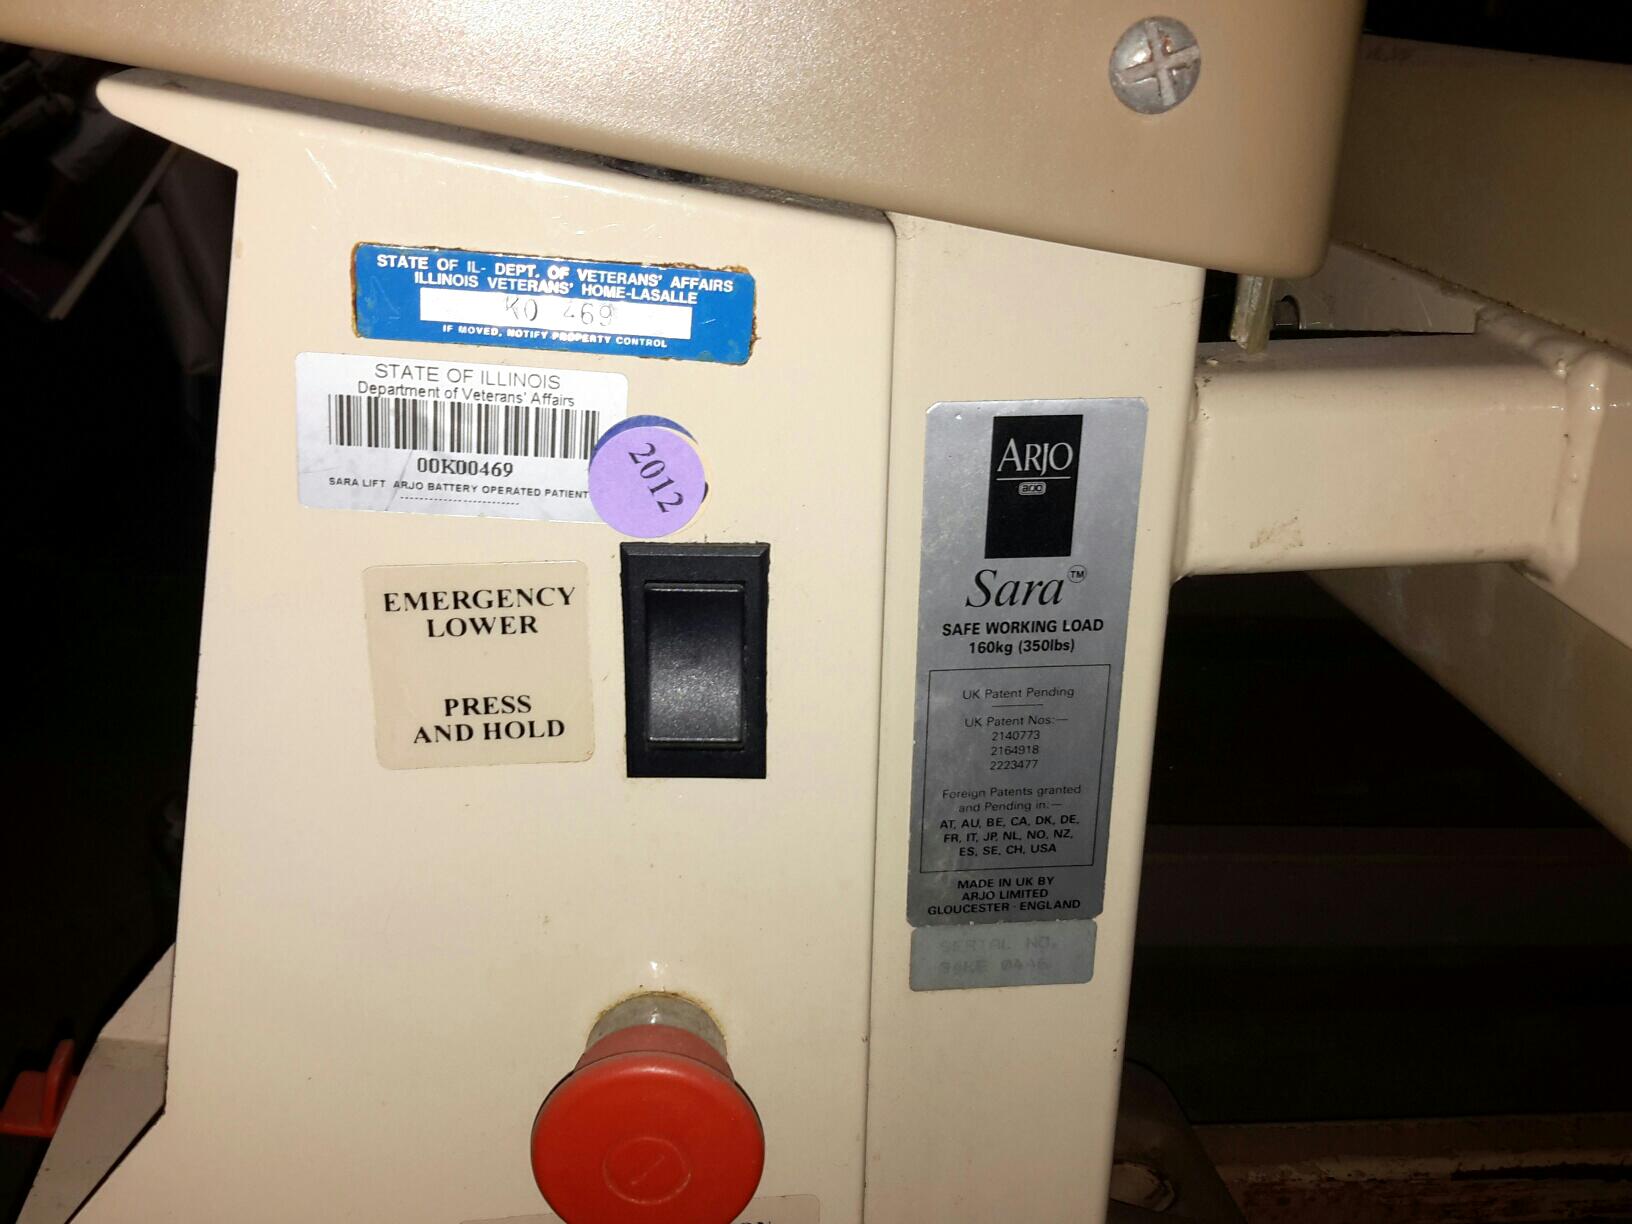 STATE OF IL- DEPT. OF VETERANS' AFFAIRS
ILLINOIS VETERANS' HOME-LASALLE
KO 469
IF MOVED, NOTIFY PROPERTY CONTROL
STATE OF ILLINOIS
Department of Veterans' Affairs
00K00469
SARA LIFT ARJO BATTERY OPERATED PATIENT
2012
EMERGENCY
LOWER
PRESS
AND HOLD
ARJO
arjo
Sara™
SAFE WORKING LOAD
160kg (350lbs)
UK Patent Pending
UK Patent Nos:—
2140773
2164918
2223477
Foreign Patents granted
and Pending in:—
AT, AU, BE, CA, DK, DE,
FR, IT, JP, NL, NO, NZ,
ES, SE, CH, USA
MADE IN UK BY
ARJO LIMITED
GLOUCESTER · ENGLAND
SERIAL NO.